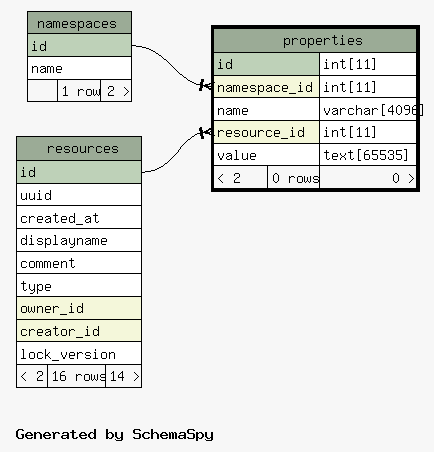 namespaces
id
name
1 row 2 >
properties
id int[11]
namespace_id int[11]
name varchar[4096]
resource_id int[11]
value text[65535]
< 2 0 rows 0 >
resources
id
uuid
created_at
displayname
comment
type
owner_id
creator_id
lock_version
< 2 16 rows 14 >
Generated by SchemaSpy